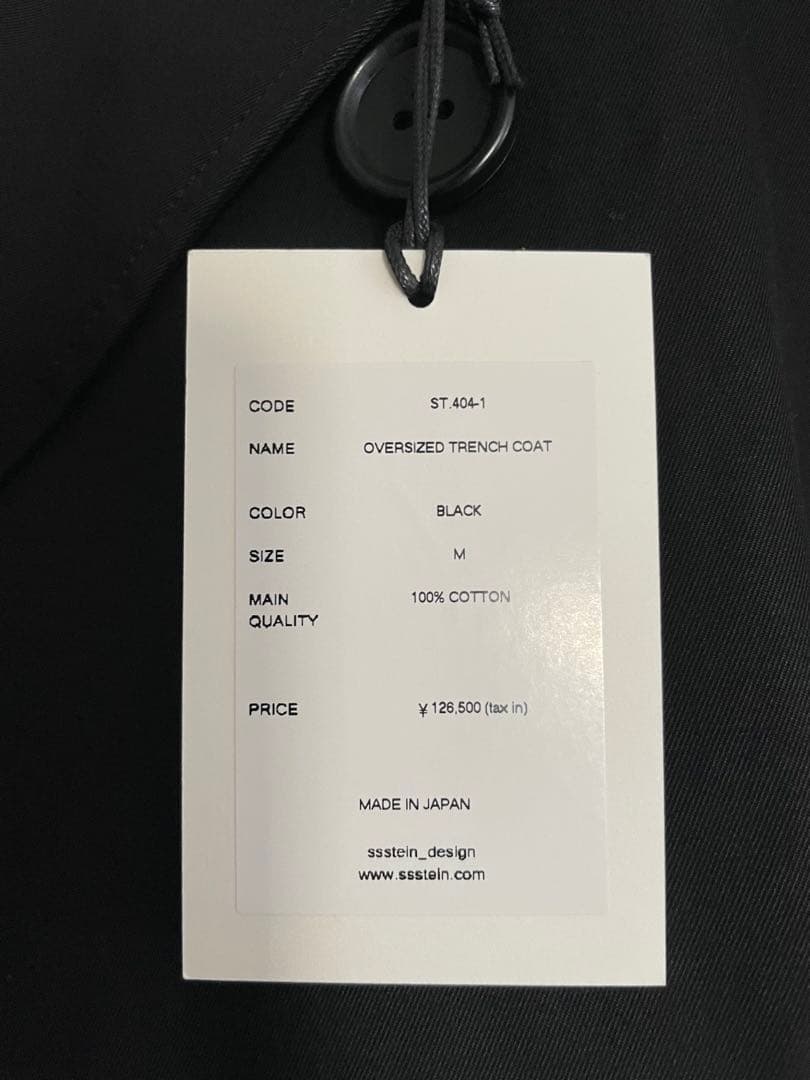 CODE ST.404-1
NAME OVERSIZED TRENCH COAT
COLOR BLACK
SIZE M
MAIN 100% COTTON
QUALITY
PRICE ¥ 126,500 (tax in)
MADE IN JAPAN
ssstein_design
www.ssstein.com